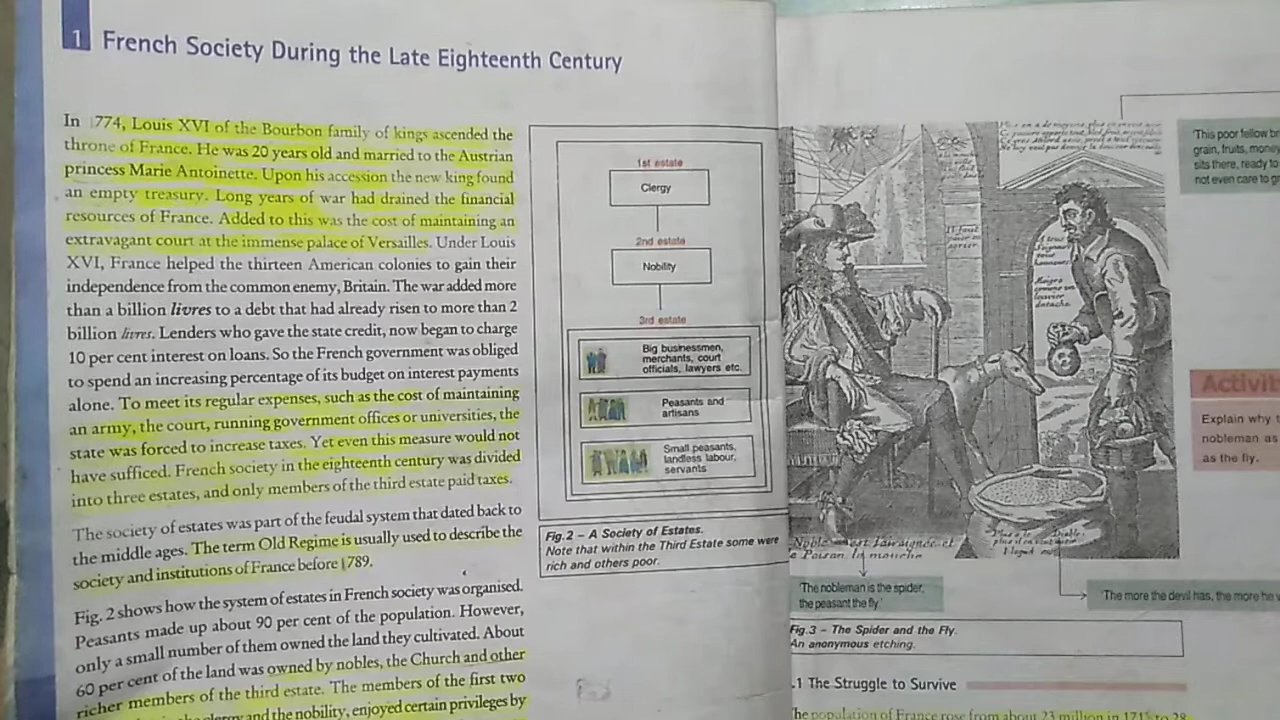 1 French Society During the Late Eighteenth Century
In 1774, Louis XVI of the Bourbon family of kings ascended the
throne of France. He was 20 years old and married to the Austrian
princess Marie Antoinette. Upon his accession the new king found
an empty treasury. Long years of war had drained the financial
resources of France. Added to this was the cost of maintaining an
extravagant court at the immense palace of Versailles. Under Louis
XVI, France helped the thirteen American colonies to gain their
independence from the common enemy, Britain. The war added more
than a billion livres to a debt that had already risen to more than 2
billion livres. Lenders who gave the state credit, now began to charge
10 per cent interest on loans. So the French government was obliged
to spend an increasing percentage of its budget on interest payments
alone. To meet its regular expenses, such as the cost of maintaining
an army, the court, running government offices or universities, the
state was forced to increase taxes. Yet even this measure would not
have sufficed. French society in the eighteenth century was divided
into three estates, and only members of the third estate paid taxes.
The society of estates was part of the feudal system that dated back to
the middle ages. The term Old Regime is usually used to describe the
society and institutions of France before 1789.
Fig. 2 shows how the system of estates in French society was organised.
Peasants made up about 90 per cent of the population. However,
only a small number of them owned the land they cultivated. About
60 per cent of the land was owned by nobles, the Church and other
richer members of the third estate. The members of the first two
and the nobility, enjoyed certain privileges by
1st estate
Clergy
2nd estate
Nobility
3rd estate
Big businessmen,
merchants, court
officials, lawyers etc.
Peasants and
artisans
Small peasants,
landless labour,
servants
Fig.2 – A Society of Estates.
Note that within the Third Estate some were
rich and others poor.
'This poor fellow
grain, fruits, money
sits there, ready to
not even care to
Activit
Explain why
nobleman as
as the fly.
'The nobleman is the spider,
the peasant the fly.'
'The more the devil has, the more he
Fig.3 – The Spider and the Fly.
An anonymous etching.
.1 The Struggle to Survive
The population of France rose from about 23 million in 1715 to 28